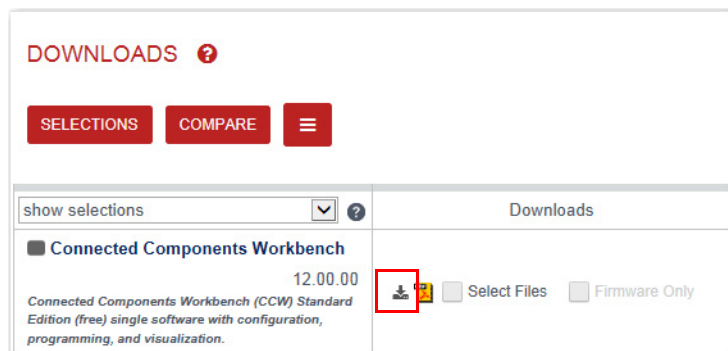 DOWNLOADS ?
SELECTIONS COMPARE
show selections ? Downloads
Connected Components Workbench
12.00.00
Connected Components Workbench (CCW) Standard
Edition (free) single software with configuration,
programming, and visualization.
Select Files Firmware Only